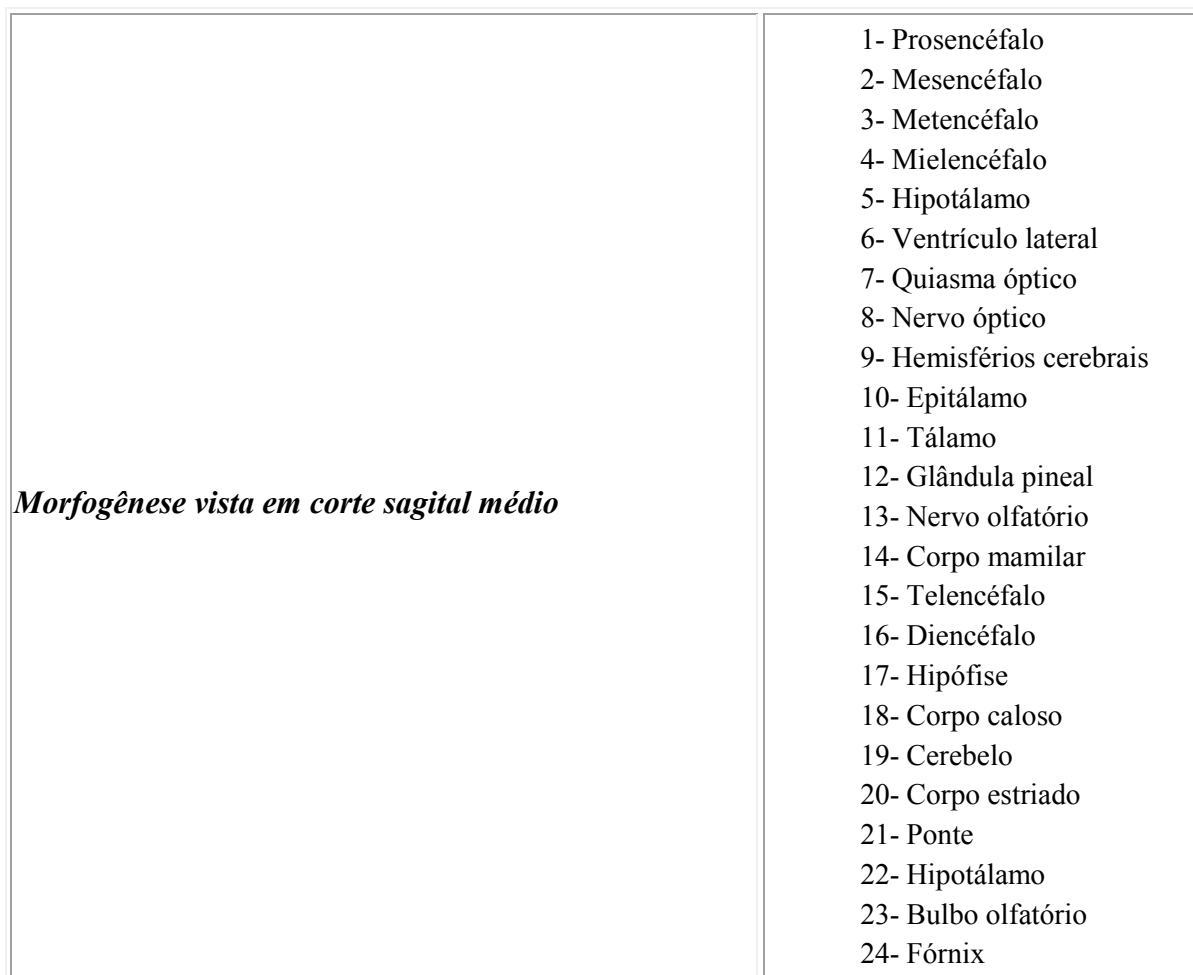 Morfogênese vista em corte sagital médio
1- Prosencéfalo
2- Mesencéfalo
3- Metencéfalo
4- Mielencéfalo
5- Hipotálamo
6- Ventrículo lateral
7- Quiasma óptico
8- Nervo óptico
9- Hemisférios cerebrais
10- Epitálamo
11- Tálamo
12- Glândula pineal
13- Nervo olfatório
14- Corpo mamilar
15- Telencéfalo
16- Diencéfalo
17- Hipófise
18- Corpo caloso
19- Cerebelo
20- Corpo estriado
21- Ponte
22- Hipotálamo
23- Bulbo olfatório
24- Fórnix